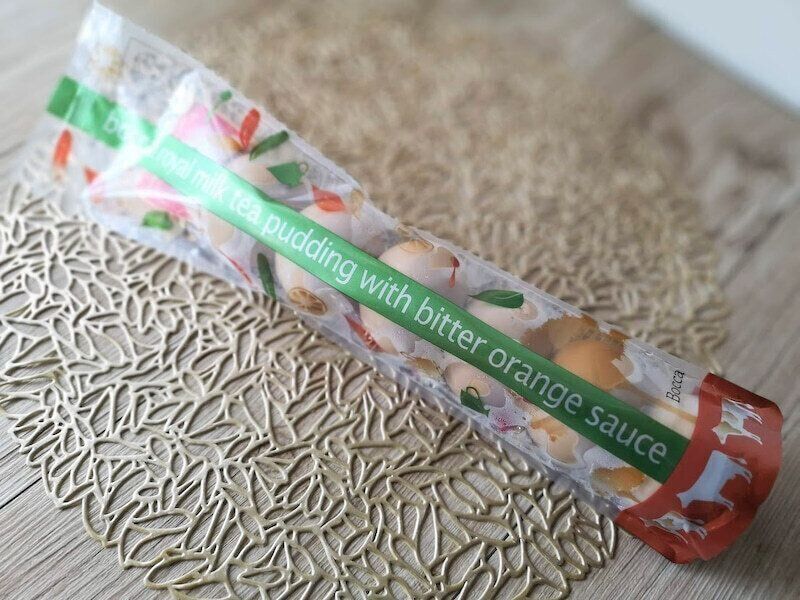 royal milk tea pudding with bitter orange sauce
Bocca